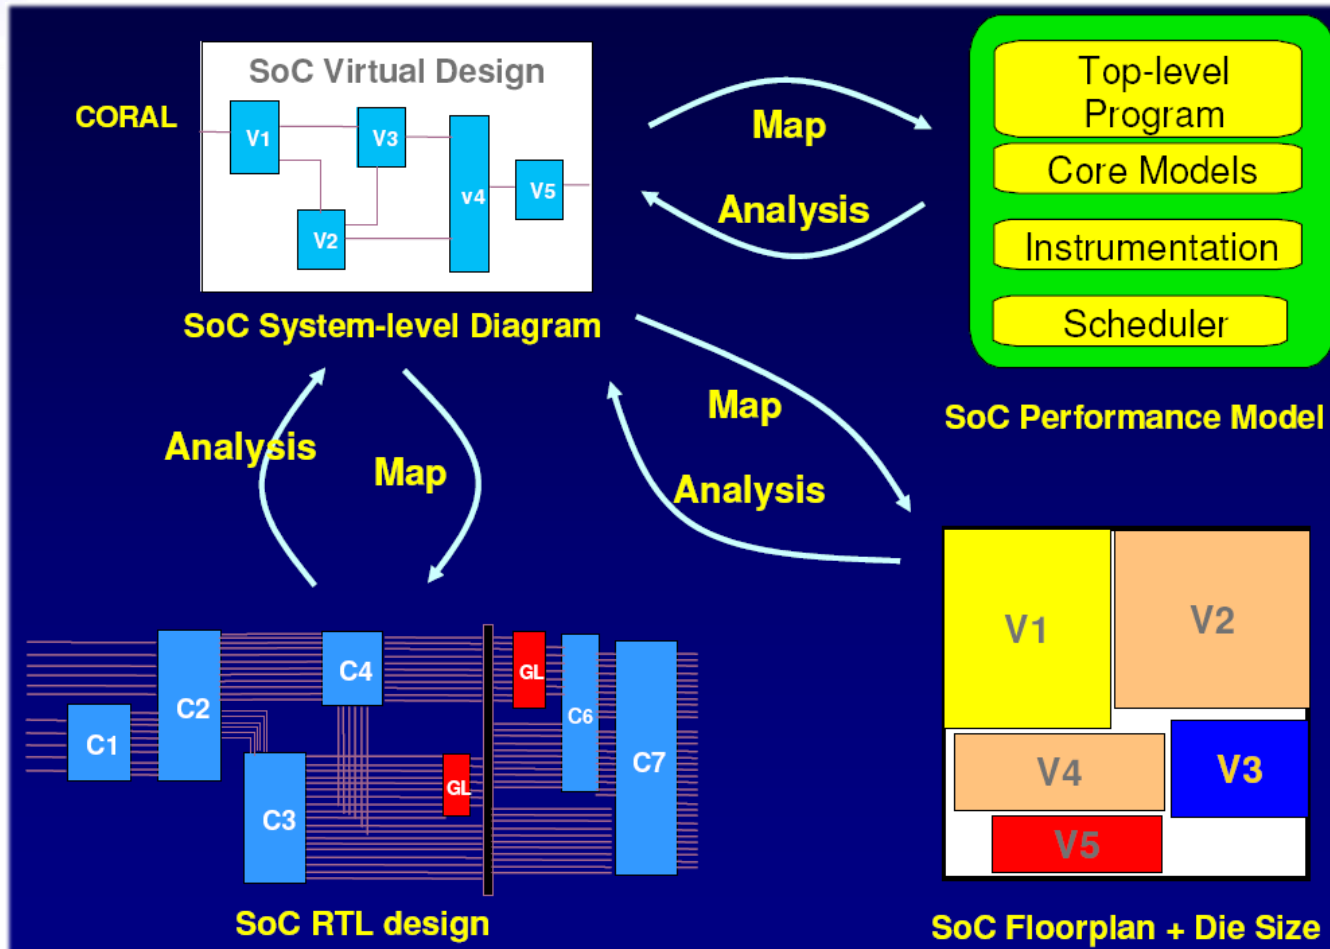 SoC Virtual Design
CORAL
V1
V3
V2
v4
V5
SoC System-level Diagram
Map
Analysis
Top-level
Program
Core Models
Instrumentation
Scheduler
SoC Performance Model
Analysis
Map
Map
Analysis
C1
C2
C3
C4
GL
GL
C6
C7
SoC RTL design
V1
V2
V4
V3
V5
SoC Floorplan + Die Size